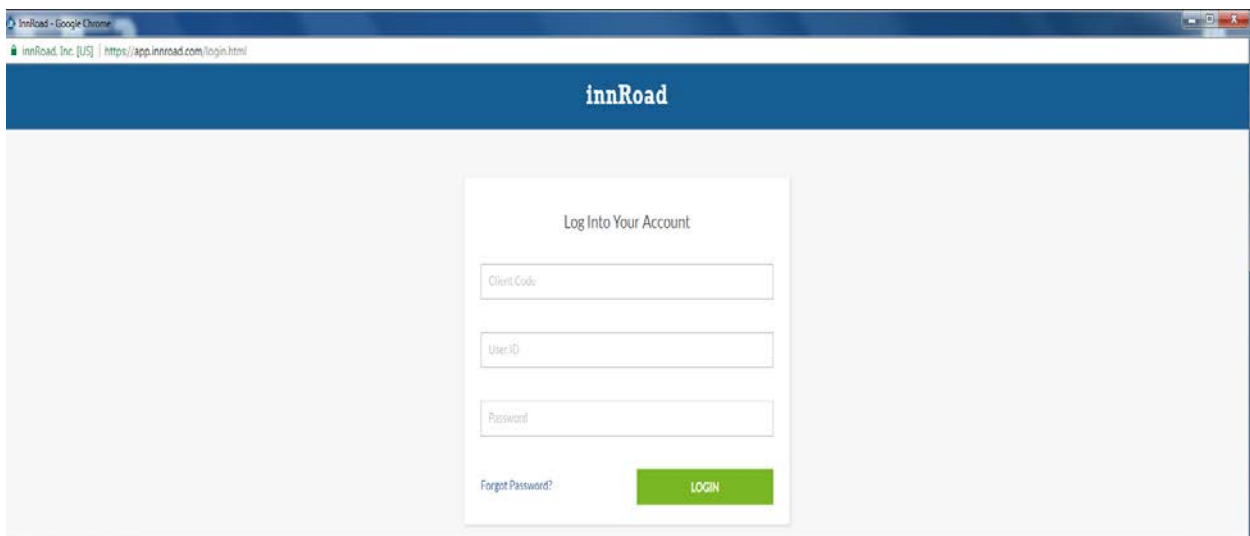 InnRoad - Google Chrome
innRoad, Inc. [US] | https://app.innroad.com/login.html
innRoad
Log Into Your Account
Client Code
User ID
Password
Forgot Password? LOGIN